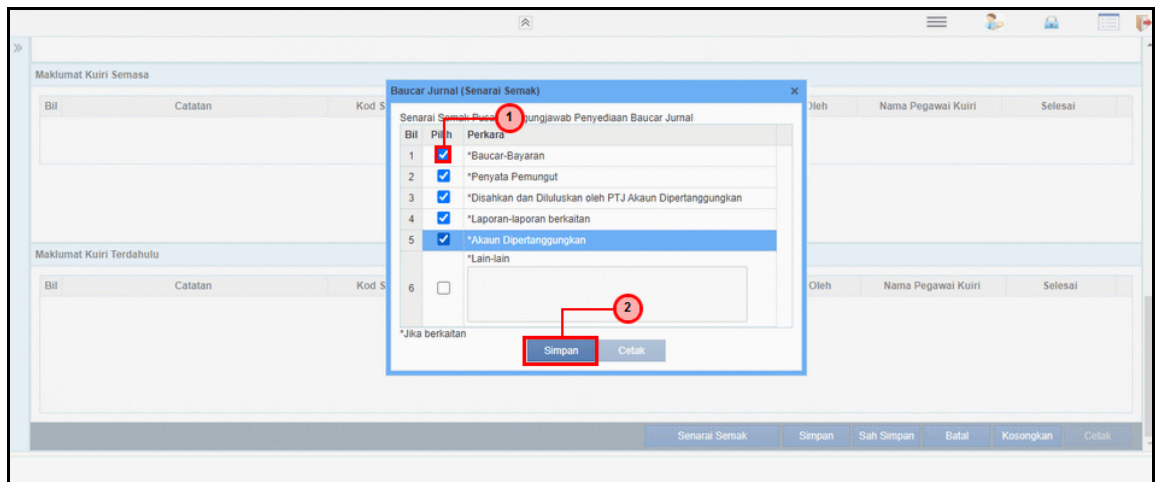 Maklumat Kuiri Semasa
Bil Catatan Kod S Oleh Nama Pegawai Kuiri Selesai
Baucar Jurnal (Senarai Semak) ×
Senarai Semak Penyediaan Baucar Jurnal
1
Bil Pilih Perkara
1 *Baucar-Bayaran
2 *Penyata Pemungut
3 *Disahkan dan Diluluskan oleh PTJ Akaun Dipertanggungkan
4 *Laporan-laporan berkaitan
5 *Akaun Dipertanggungkan
6 *Lain-lain
2
*Jika berkaitan
Simpan Cetak
Maklumat Kuiri Terdahulu
Bil Catatan Kod S Oleh Nama Pegawai Kuiri Selesai
Senarai Semak Simpan Sah Simpan Batal Kosongkan Cetak